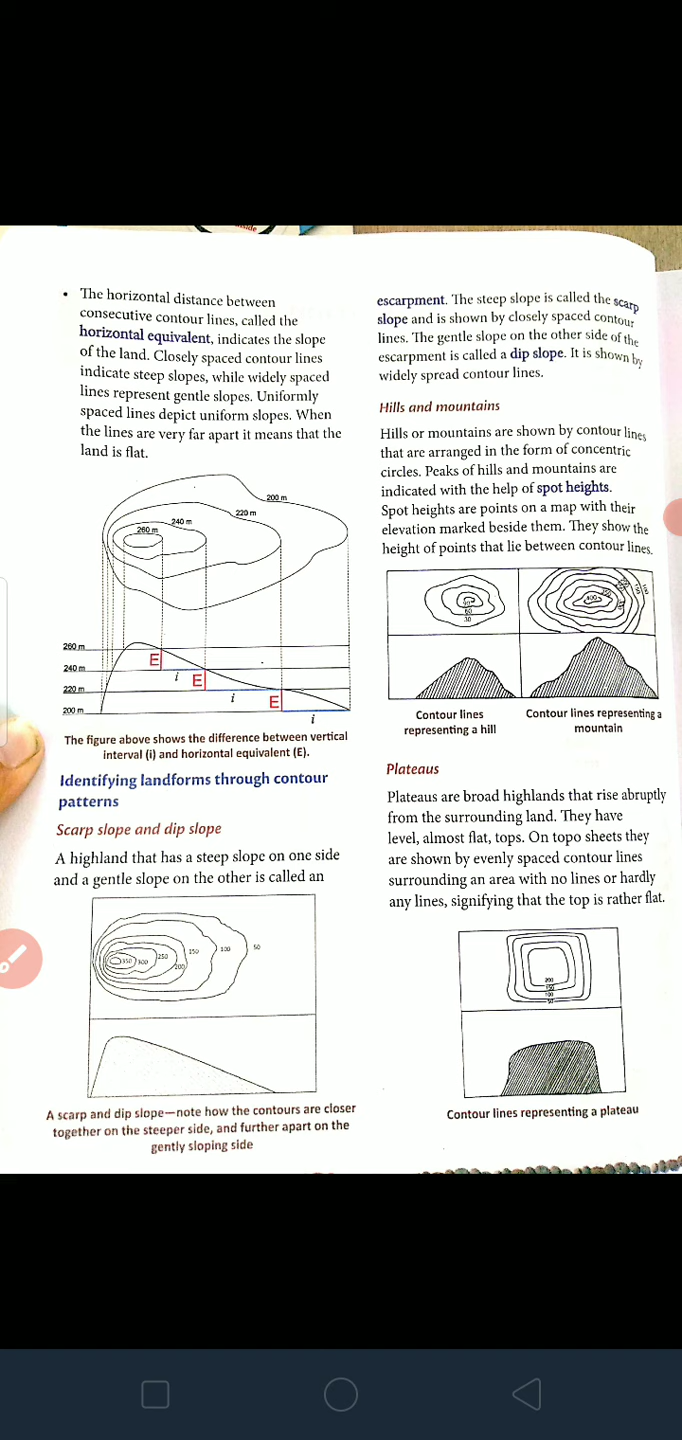 • The horizontal distance between
consecutive contour lines, called the
horizontal equivalent, indicates the slope
of the land. Closely spaced contour lines
indicate steep slopes, while widely spaced
lines represent gentle slopes. Uniformly
spaced lines depict uniform slopes. When
the lines are very far apart it means that the
land is flat.
200 m
220 m
240 m
260 m
260 m
240 m
220 m
200 m
E
i
E
i
E
i
The figure above shows the difference between vertical
interval (i) and horizontal equivalent (E).
Identifying landforms through contour
patterns
Scarp slope and dip slope
A highland that has a steep slope on one side
and a gentle slope on the other is called an
350
300
250
200
150
100
50
A scarp and dip slope—note how the contours are closer
together on the steeper side, and further apart on the
gently sloping side
escarpment. The steep slope is called the scarp
slope and is shown by closely spaced contour
lines. The gentle slope on the other side of the
escarpment is called a dip slope. It is shown by
widely spread contour lines.
Hills and mountains
Hills or mountains are shown by contour lines
that are arranged in the form of concentric
circles. Peaks of hills and mountains are
indicated with the help of spot heights.
Spot heights are points on a map with their
elevation marked beside them. They show the
height of points that lie between contour lines.
90
60
30
100
Contour lines
representing a hill
Contour lines representing a
mountain
Plateaus
Plateaus are broad highlands that rise abruptly
from the surrounding land. They have
level, almost flat, tops. On topo sheets they
are shown by evenly spaced contour lines
surrounding an area with no lines or hardly
any lines, signifying that the top is rather flat.
200
150
100
50
Contour lines representing a plateau